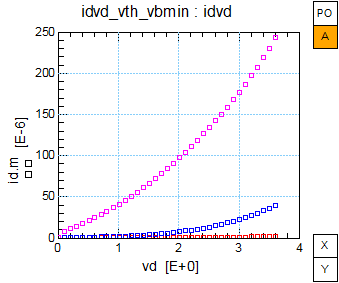 idvd_vth_vbmin : idvd
PO
A
250
200
150
100
50
0
id.m [E-6]
0 1 2 3 4
vd [E+0]
X
Y